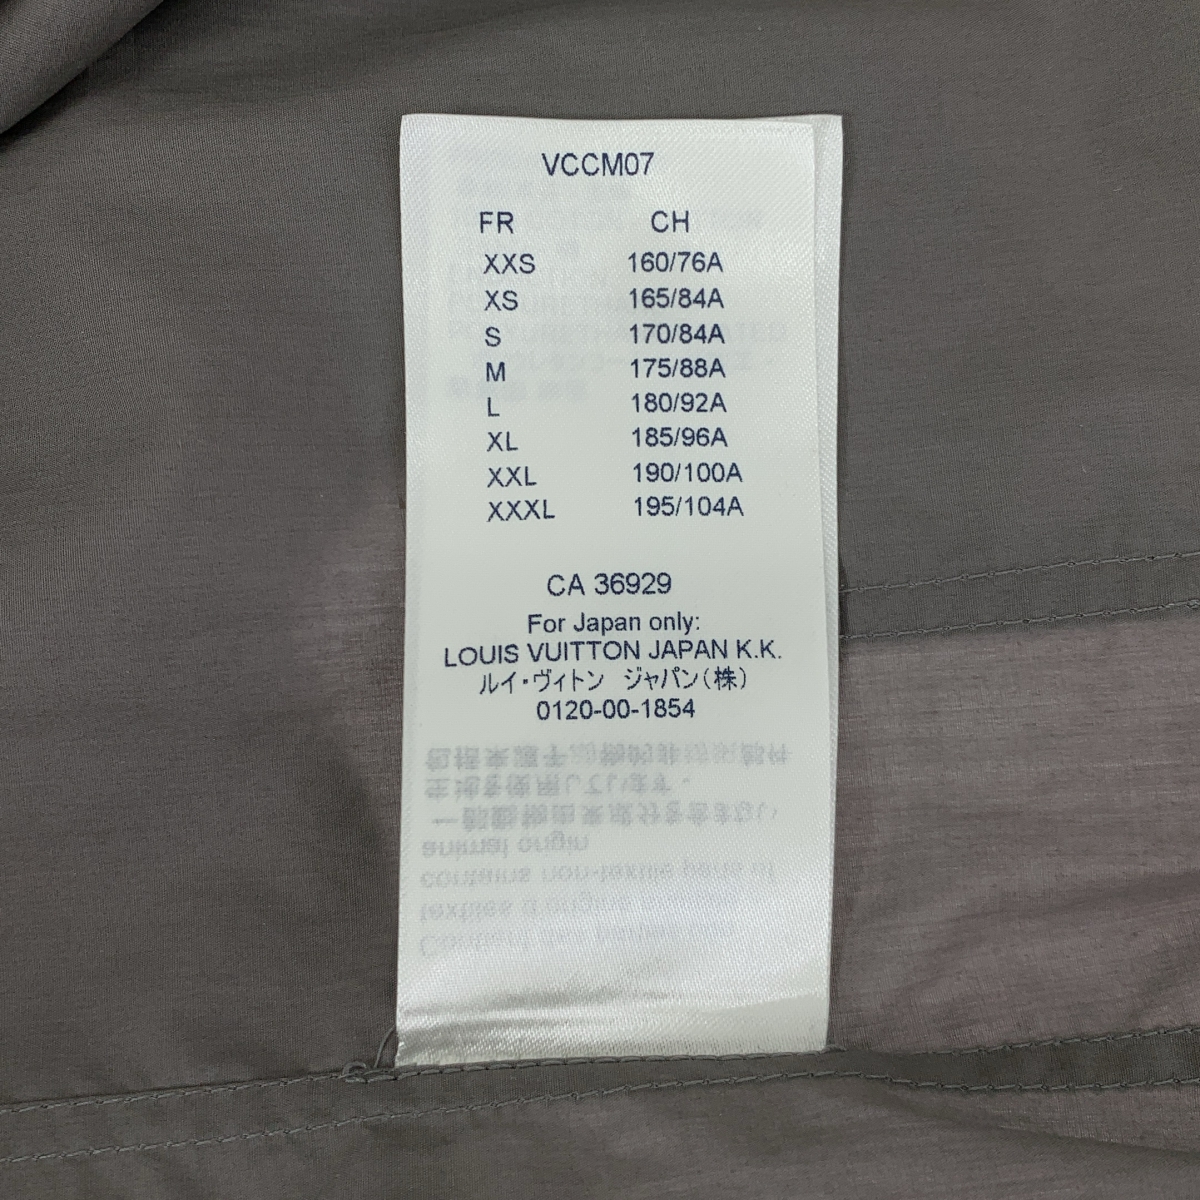 VCCM07
FR CH
XXS 160/76A
XS 165/84A
S 170/84A
M 175/88A
L 180/92A
XL 185/96A
XXL 190/100A
XXXL 195/104A
CA 36929
For Japan only:
LOUIS VUITTON JAPAN K.K.
ルイ・ヴィトン ジャパン(株)
0120-00-1854